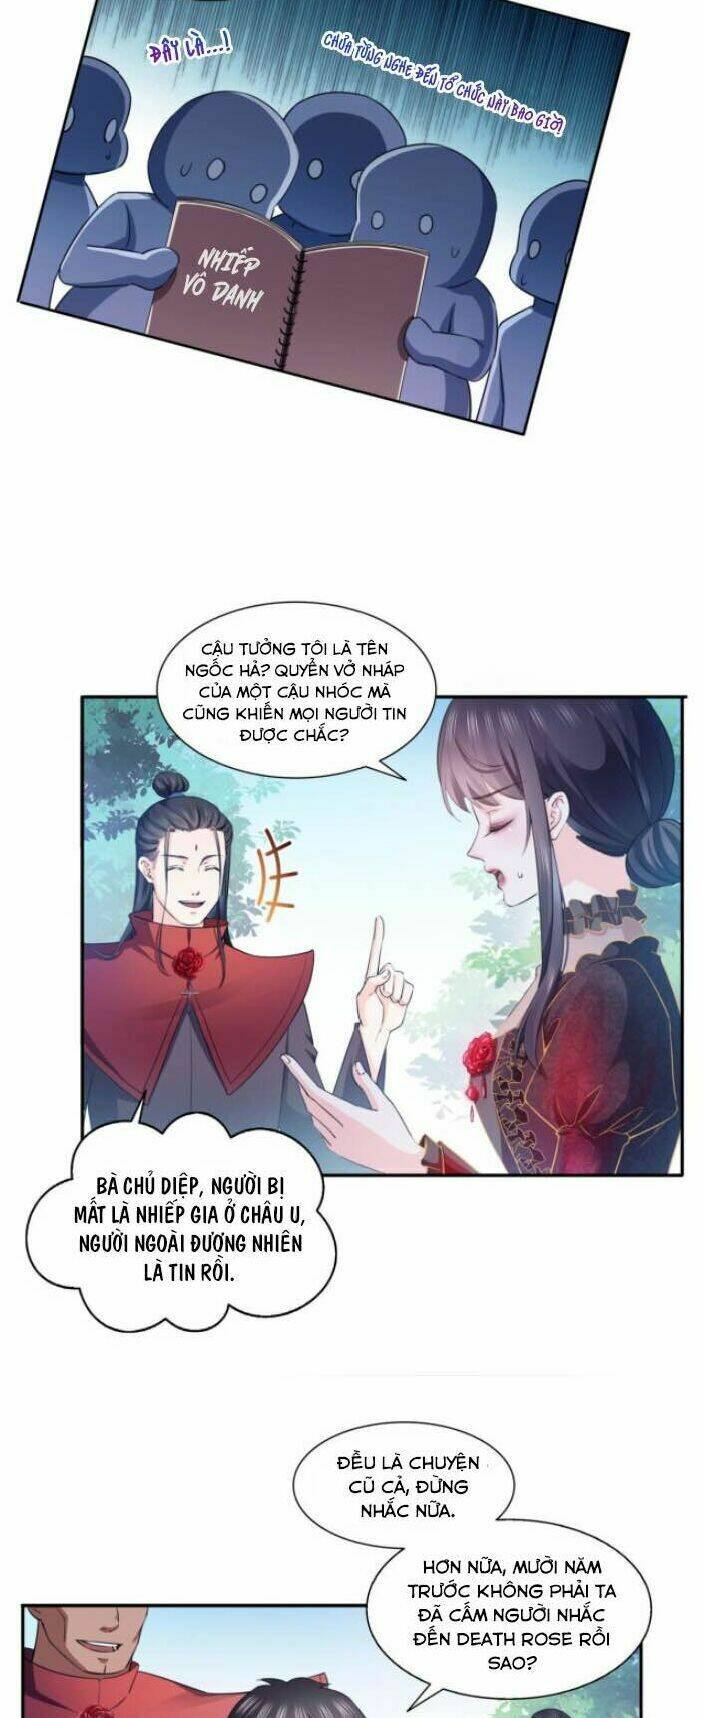 ĐÂY LÀ...!
CHƯA TỪNG NGHE ĐẾN TỔ CHỨC NÀY BAO GIỜ!
NHIẾP
VÔ DANH
CẬU TƯỞNG TÔI LÀ TÊN
NGỐC HẢ? QUYỂN VỞ NHÁP
CỦA MỘT CẬU NHÓC MÀ
CŨNG KHIẾN MỌI NGƯỜI TIN
ĐƯỢC CHẮC?
BÀ CHỦ DIỆP, NGƯỜI BỊ
MẤT LÀ NHIẾP GIA Ở CHÂU U,
NGƯỜI NGOÀI ĐƯƠNG NHIÊN
LÀ TIN RỒI.
ĐỀU LÀ CHUYỆN
CŨ CẢ, ĐỪNG
NHẮC NỮA.
HƠN NỮA, MƯỜI NĂM
TRƯỚC KHÔNG PHẢI TA
ĐÃ CẤM NGƯỜI NHẮC
ĐẾN DEATH ROSE RỒI
SAO?